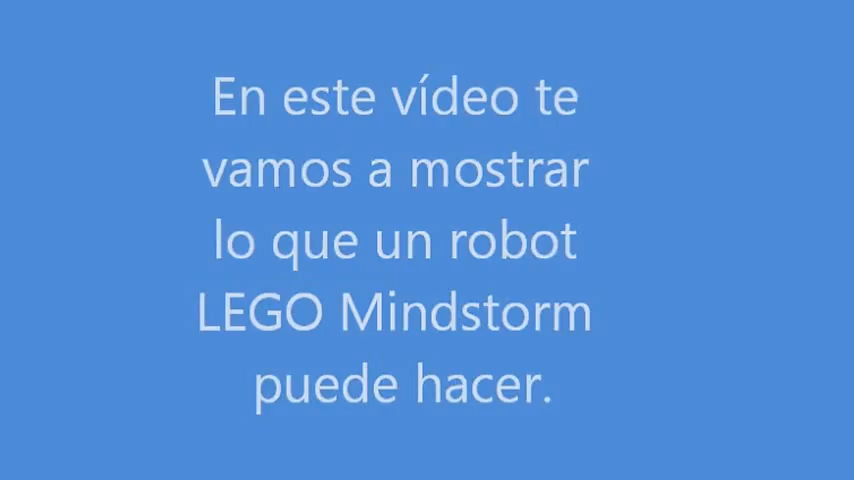 En este vídeo te
vamos a mostrar
lo que un robot
LEGO Mindstorm
puede hacer.